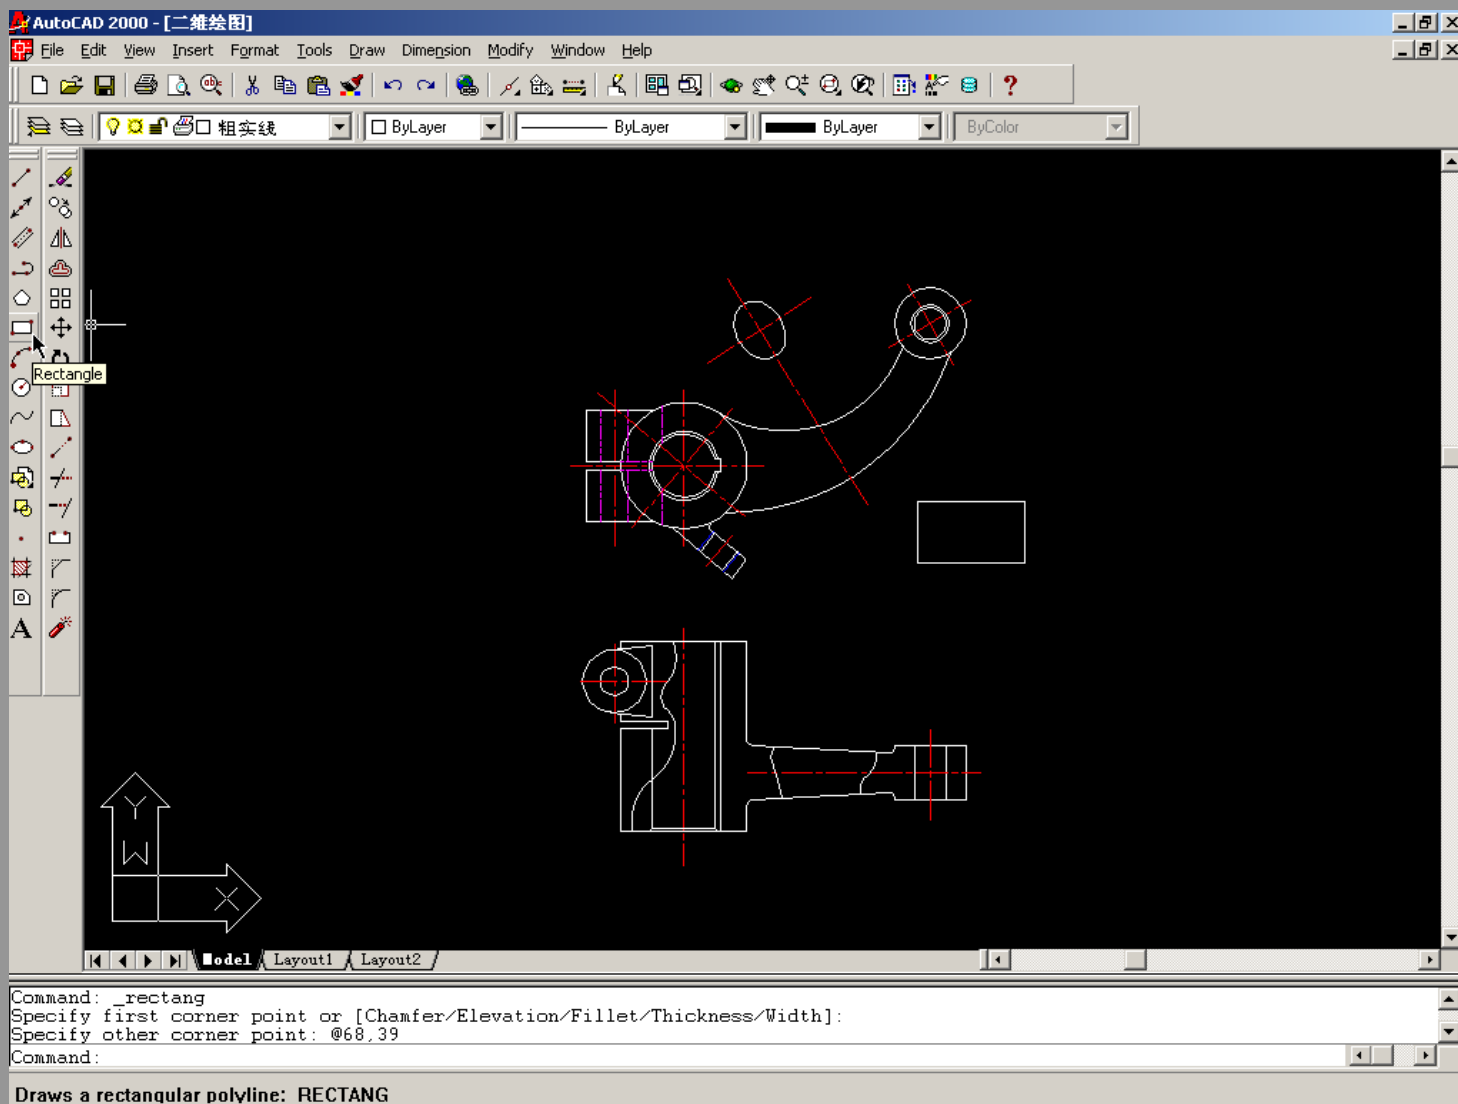 AutoCAD 2000 - [二维绘图]
File Edit View Insert Format Tools Draw Dimension Modify Window Help
粗实线 ByLayer ByLayer ByLayer ByColor
Rectangle
A
Y
W
X
Model Layout1 Layout2
Command: _rectang
Specify first corner point or [Chamfer/Elevation/Fillet/Thickness/Width]:
Specify other corner point: @68,39
Command:
Draws a rectangular polyline: RECTANG